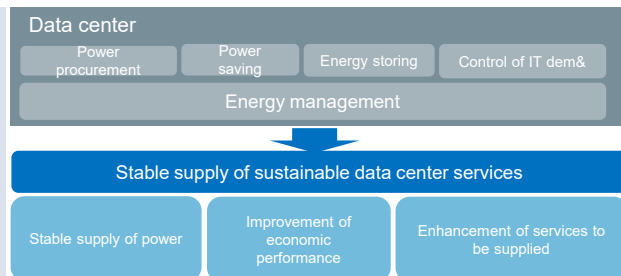 Data center
Power
procurement
Power
saving
Energy storing
Control of IT dem&
Energy management
Stable supply of sustainable data center services
Stable supply of power
Improvement of
economic
performance
Enhancement of services to
be supplied